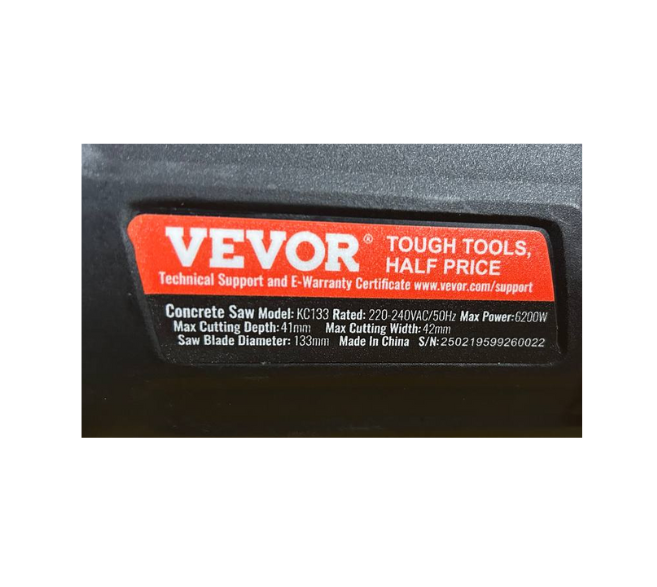 VEVOR® TOUGH TOOLS,
HALF PRICE
Technical Support and E-Warranty Certificate www.vevor.com/support
Concrete Saw Model: KC133 Rated: 220-240VAC/50Hz Max Power:6200W
Max Cutting Depth:41mm Max Cutting Width:42mm
Saw Blade Diameter: 133mm Made In China S/N:250219599260022